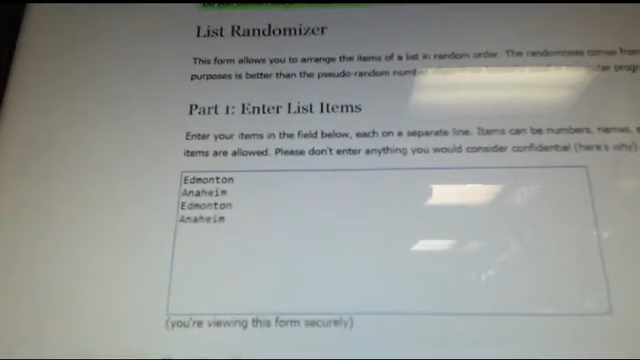 List Randomizer
This form allows you to arrange the items of a list in random order. The randomness comes from
purposes is better than the pseudo-random
Part 1: Enter List Items
Enter your items in the field below, each on a separate line. Items can be numbers, names,
items are allowed. Please don't enter anything you would consider confidential (here's why)
Edmonton
Anaheim
Edmonton
Anaheim
(you're viewing this form securely)